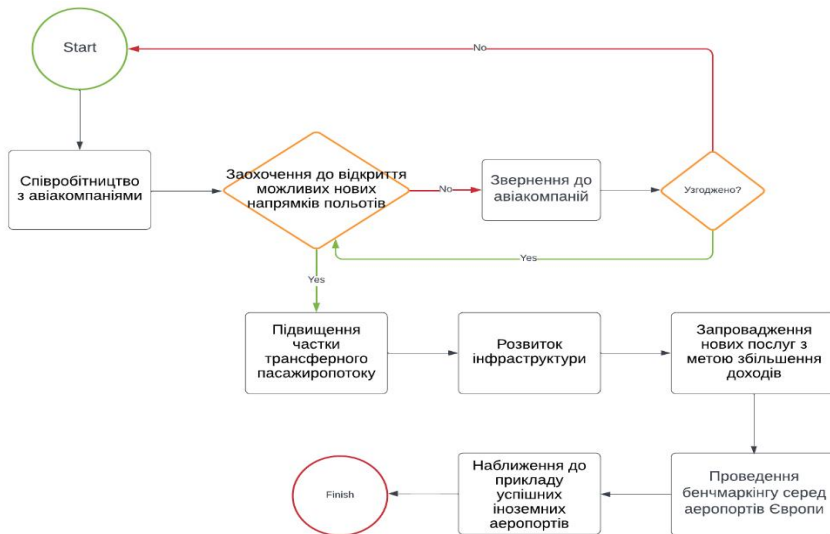 Start
No
Співробітництво
з авіакомпаніями
Заохочення до відкриття
можливих нових
напрямків польотів
No
Звернення до
авіакомпаній
Узгоджено?
Yes
Yes
Підвищення
частки
трансферного
пасажиропотоку
Розвиток
інфраструктури
Запровадження
нових послуг з
метою збільшення
доходів
Finish
Наближення до
прикладу
успішних
іноземних
аеропортів
Проведення
бенчмаркінгу серед
аеропортів Європи